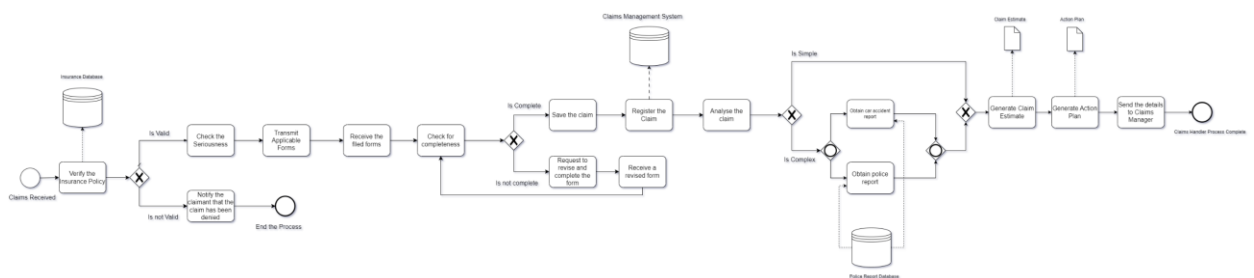 Claims Management System
Claim Estimate
Action Plan
Insurance Database
Is Simple
Is Complete
Save the claim
Register the
Claim
Analyse the
claim
Obtain car accident
report
Generate Claim
Estimate
Generate Action
Plan
Send the details
to Claims
Manager
Claims Handler Process Complete.
Is Valid
Check the
Seriousness
Transmit
Applicable
Forms
Receive the
filed forms
Check for
completeness
Is Complex
Claims Received
Verify the
Insurance Policy
Request to
revise and
complete the
form
Receive a
revised form
Is not complete
Obtain police
report
Is not Valid
Notify the
claimant that the
claim has been
denied
End the Process
Police Report Database